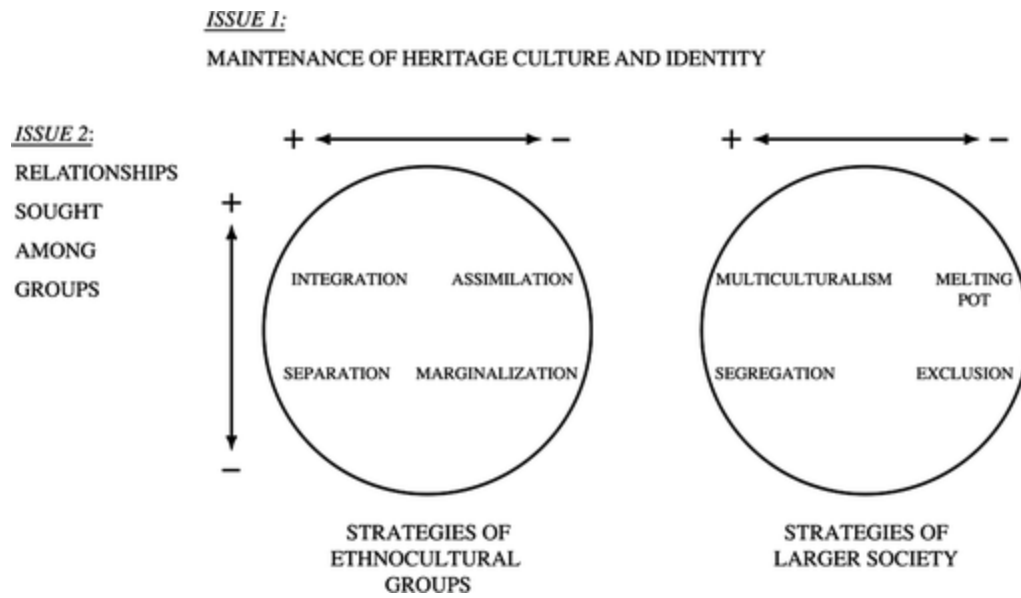 ISSUE 1:
MAINTENANCE OF HERITAGE CULTURE AND IDENTITY
ISSUE 2:
RELATIONSHIPS
SOUGHT
AMONG
GROUPS
+ −
+ −
+
−
INTEGRATION ASSIMILATION
SEPARATION MARGINALIZATION
STRATEGIES OF
ETHNOCULTURAL
GROUPS
MULTICULTURALISM MELTING
POT
SEGREGATION EXCLUSION
STRATEGIES OF
LARGER SOCIETY